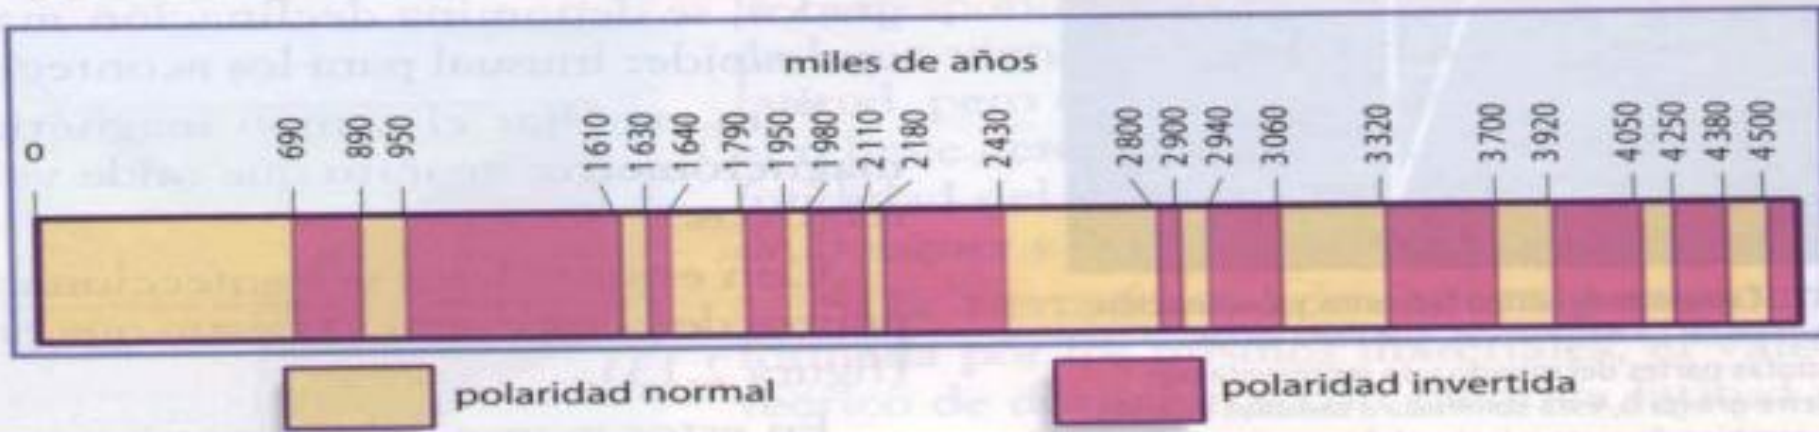 miles de años
0 690 890 950 1610 1630 1640 1790 1950 1980 2110 2180 2430 2800 2900 2940 3060 3320 3700 3920 4050 4250 4380 4500
polaridad normal
polaridad invertida